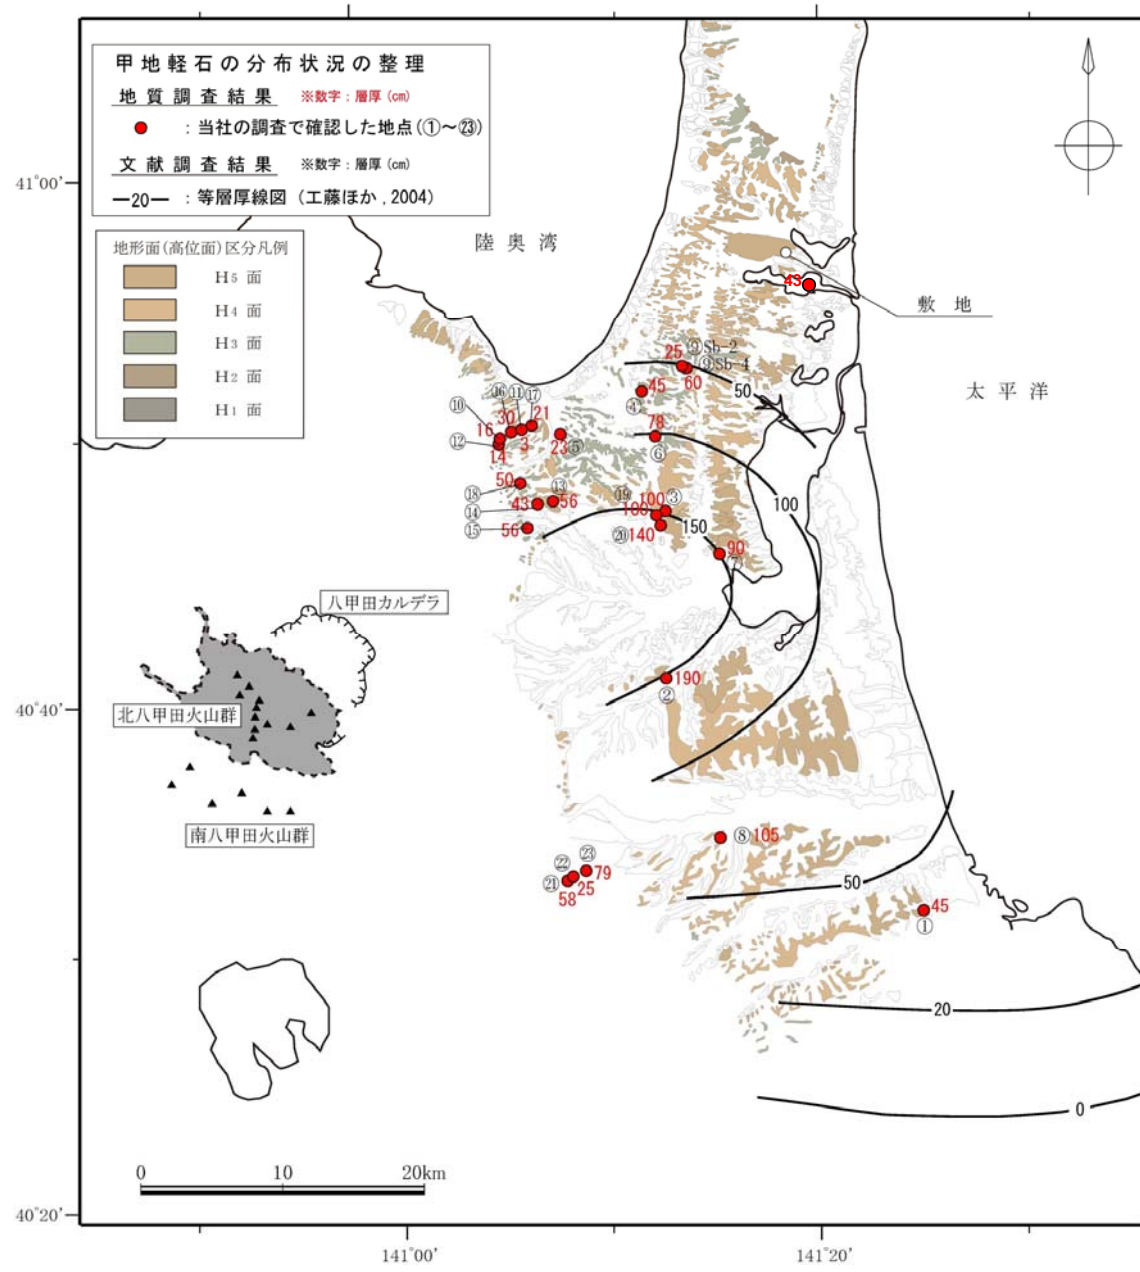 甲地軽石の分布状況の整理
地質調査結果 ※数字：層厚（cm）
：当社の調査で確認した地点(①～㉓)
文献調査結果 ※数字：層厚（cm）
20 ：等層厚線図（工藤ほか, 2004）
地形面(高位面)区分凡例
H5 面
H4 面
H3 面
H2 面
H1 面
41°00'
陸奥湾
43
敷地
太平洋
25 ⑨Sb-2
⑨Sb-4
60
50
45
④
78
⑥
⑩ ⑯ ⑪ ⑰
16 30 21
⑫ 14 3 23 ⑤
50 ⑬
⑱ 56
⑭ 43
⑮ 56
⑲ 100 ③
100
⑳ 140
150
100
90
⑦
八甲田カルデラ
北八甲田火山群
南八甲田火山群
40°40'
190
②
⑧ 105
㉒ ㉓ 79
㉑ 25
58
50
45
①
20
0
0 10 20km
40°20'
141°00' 141°20'